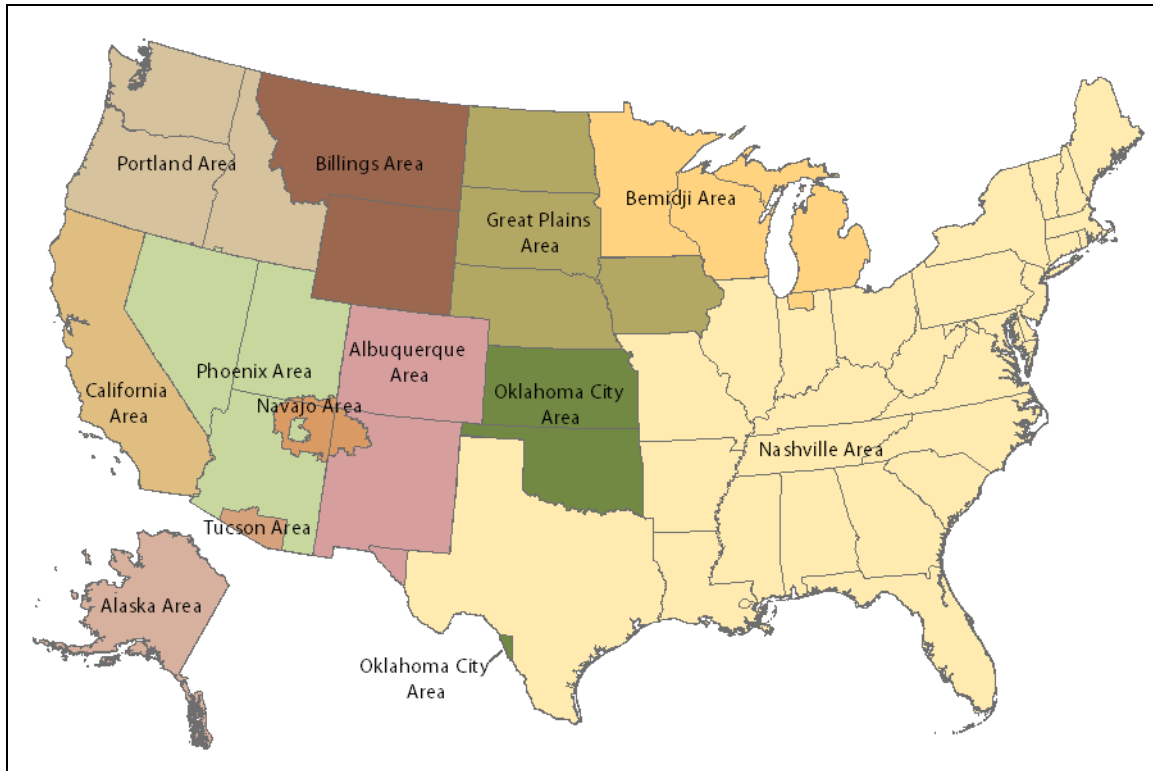 Portland Area
Billings Area
Bemidji Area
Great Plains
Area
Albuquerque
Area
Phoenix Area
California
Area
Navajo Area
Oklahoma City
Area
Nashville Area
Tucson Area
Alaska Area
Oklahoma City
Area